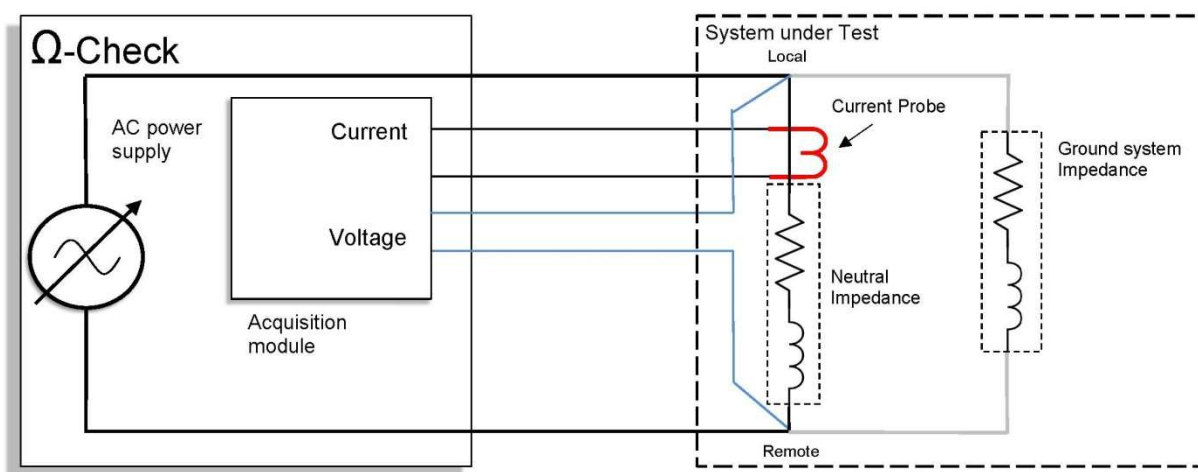 Ω-Check
AC power
supply
Current
Voltage
Acquisition
module
System under Test
Local
Current Probe
Ground system
Impedance
Neutral
Impedance
Remote